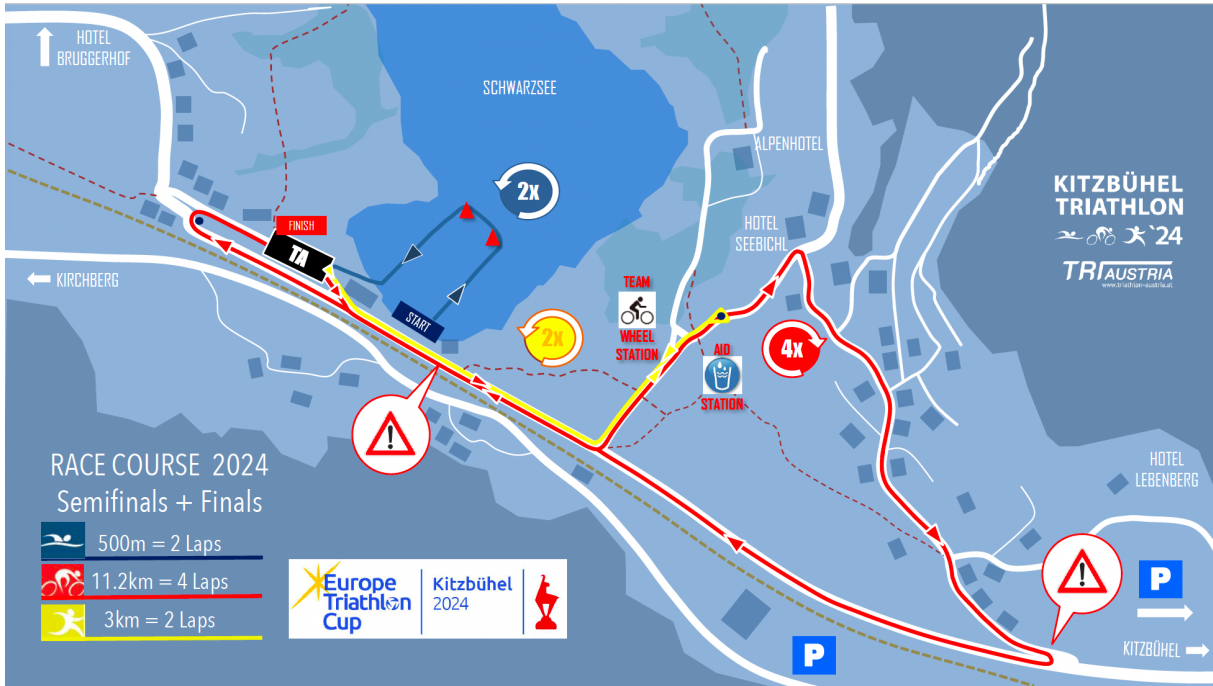 HOTEL
BRUGGERHOF
SCHWARZSEE
ALPENHOTEL
2x
KITZBÜHEL
TRIATHLON
'24
TRIAUSTRIA
www.triathlon-austria.at
HOTEL
SEEBICHL
FINISH
TA
KIRCHBERG
START
TEAM
WHEEL
STATION
2x
AID
STATION
4x
!
RACE COURSE 2024
Semifinals + Finals
500m = 2 Laps
11.2km = 4 Laps
3km = 2 Laps
Europe
Triathlon
Cup
Kitzbühel
2024
HOTEL
LEBENBERG
!
P
P
KITZBÜHEL